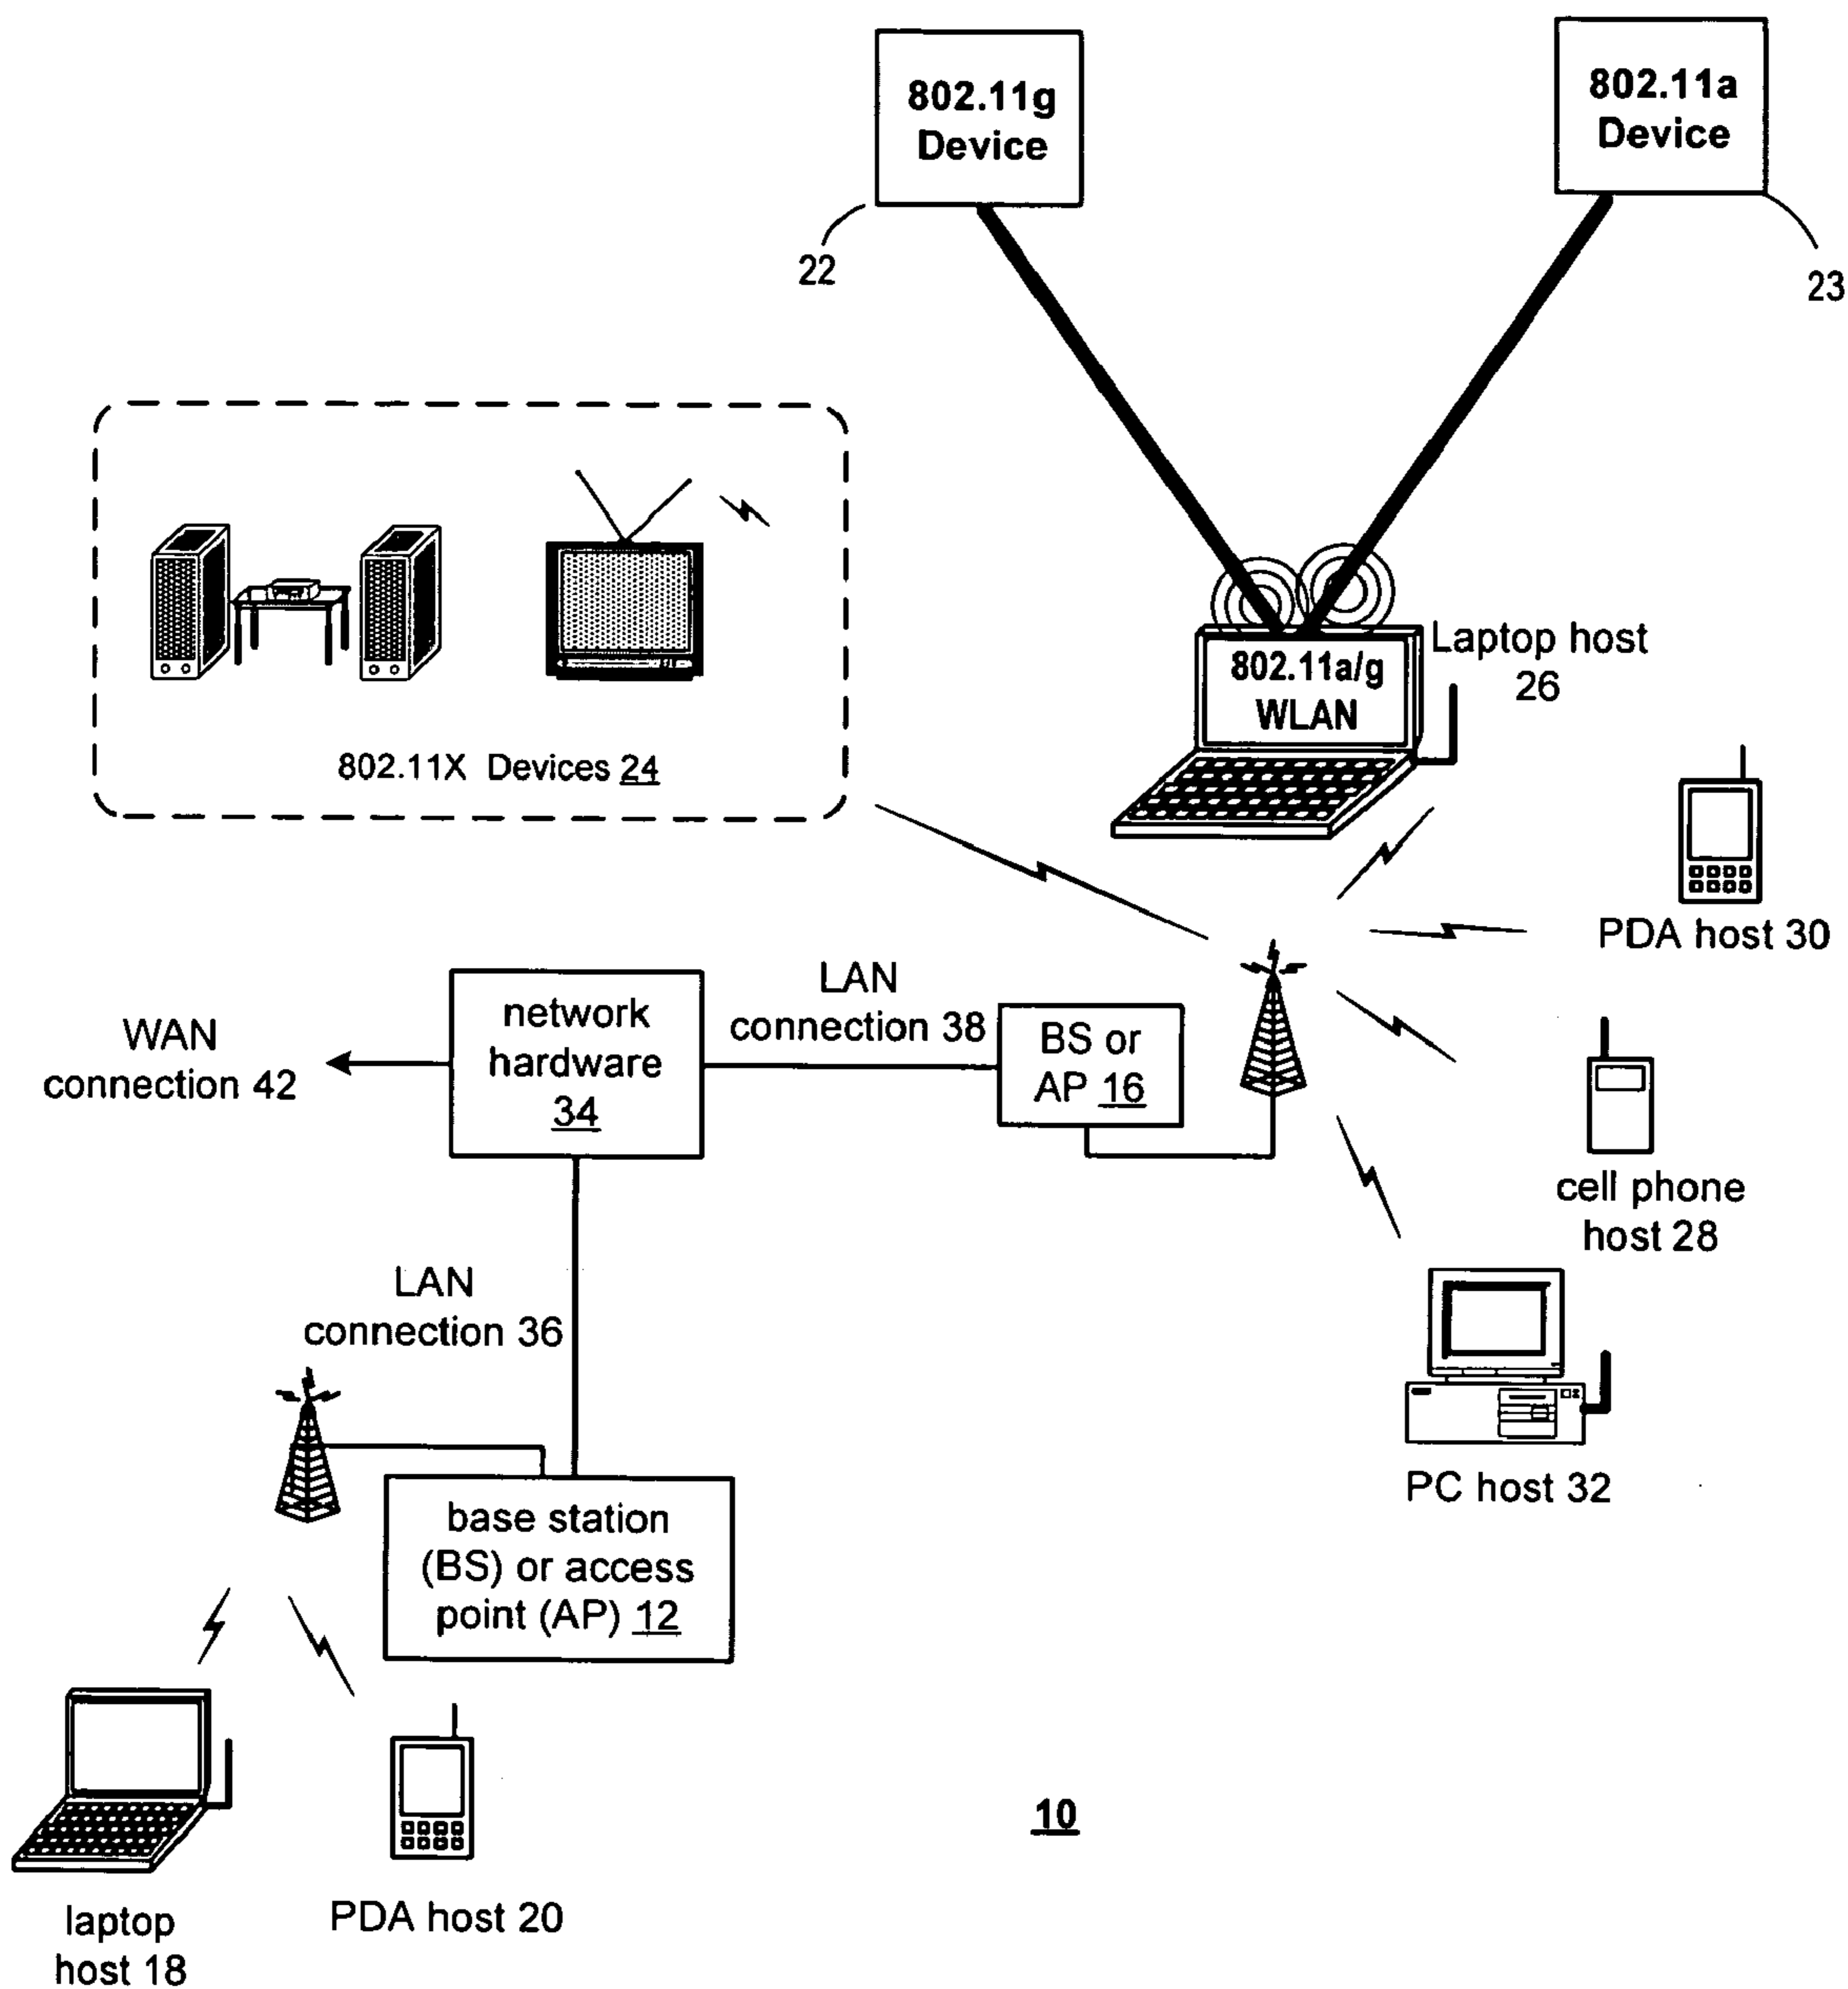 802.11g
Device
802.11a
Device
22
23
802.11X Devices 24
802.11a/g
WLAN
Laptop host
26
PDA host 30
WAN
connection 42
network
hardware
34
LAN
connection 38
BS or
AP 16
cell phone
host 28
LAN
connection 36
PC host 32
base station
(BS) or access
point (AP) 12
laptop
host 18
PDA host 20
10